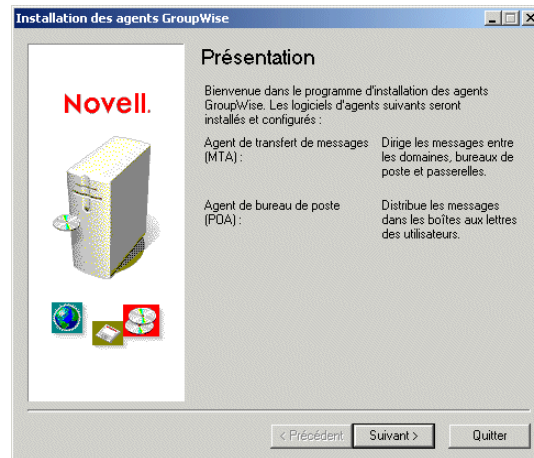 Installation des agents GroupWise
Novell.
Présentation
Bienvenue dans le programme d'installation des agents
GroupWise. Les logiciels d'agents suivants seront
installés et configurés :
Agent de transfert de messages
(MTA) :
Dirige les messages entre
les domaines, bureaux de
poste et passerelles.
Agent de bureau de poste
(POA) :
Distribue les messages
dans les boîtes aux lettres
des utilisateurs.
< Précédent
Suivant >
Quitter